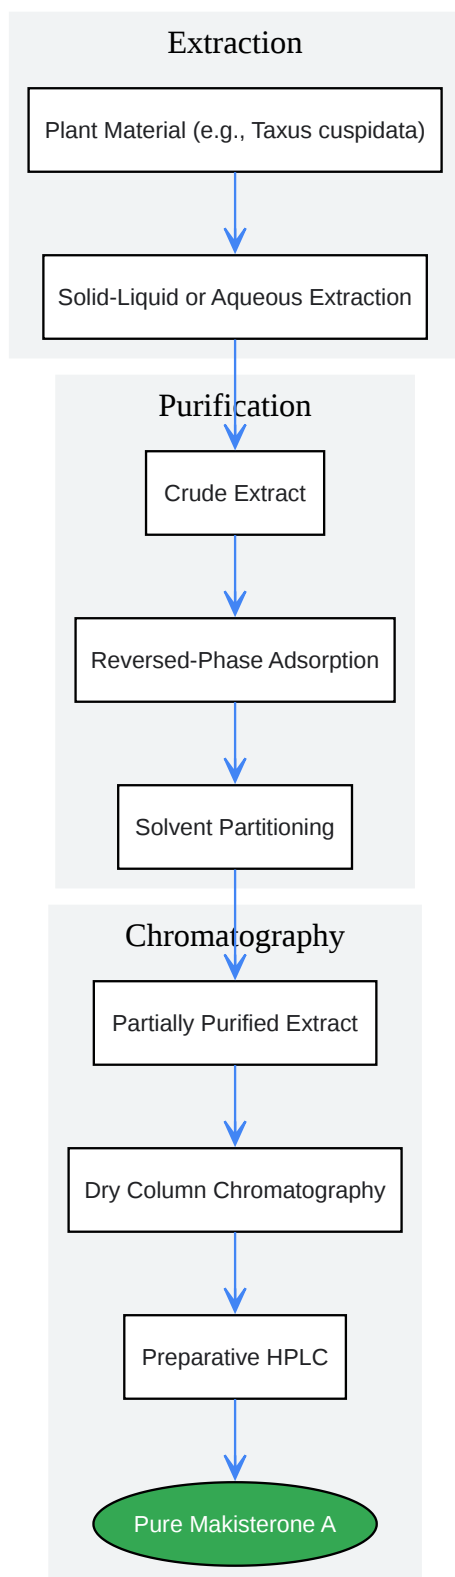 Extraction
Plant Material (e.g., Taxus cuspidata)
Solid-Liquid or Aqueous Extraction
Purification
Crude Extract
Reversed-Phase Adsorption
Solvent Partitioning
Chromatography
Partially Purified Extract
Dry Column Chromatography
Preparative HPLC
Pure Makisterone A